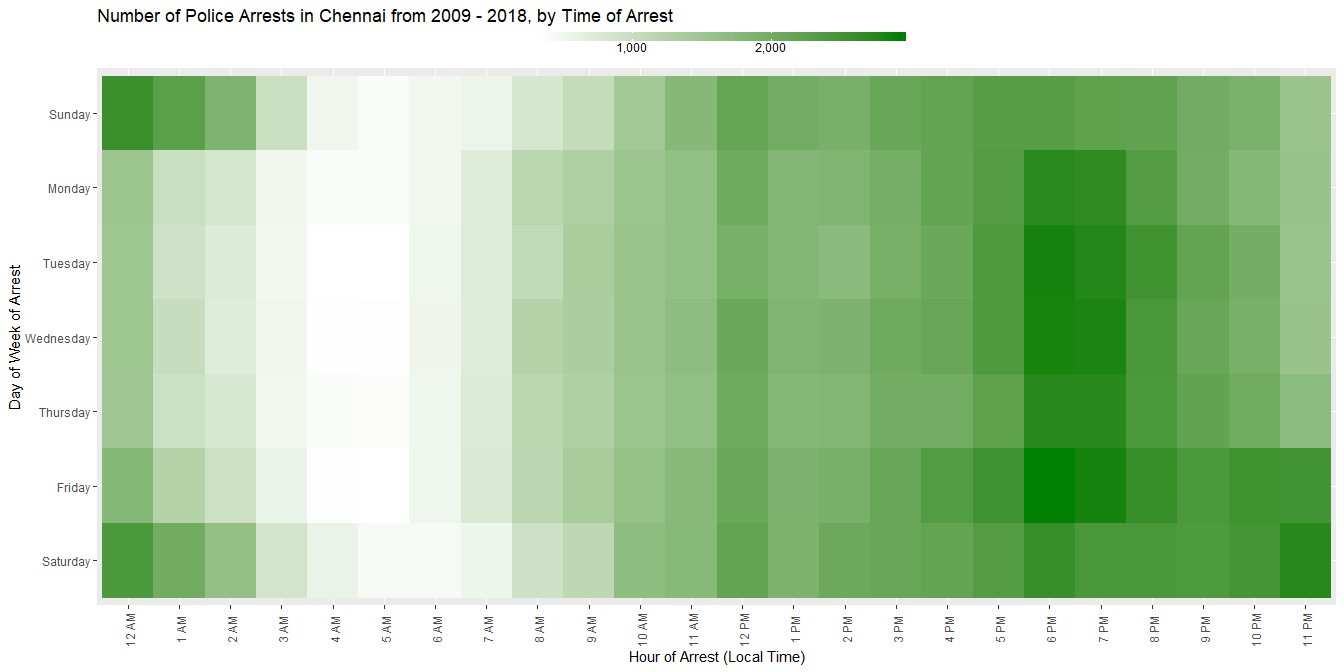 Number of Police Arrests in Chennai from 2009 - 2018, by Time of Arrest
1,000 2,000
Day of Week of Arrest
Sunday
Monday
Tuesday
Wednesday
Thursday
Friday
Saturday
12 AM 1 AM 2 AM 3 AM 4 AM 5 AM 6 AM 7 AM 8 AM 9 AM 10 AM 11 AM 12 PM 1 PM 2 PM 3 PM 4 PM 5 PM 6 PM 7 PM 8 PM 9 PM 10 PM 11 PM
Hour of Arrest (Local Time)